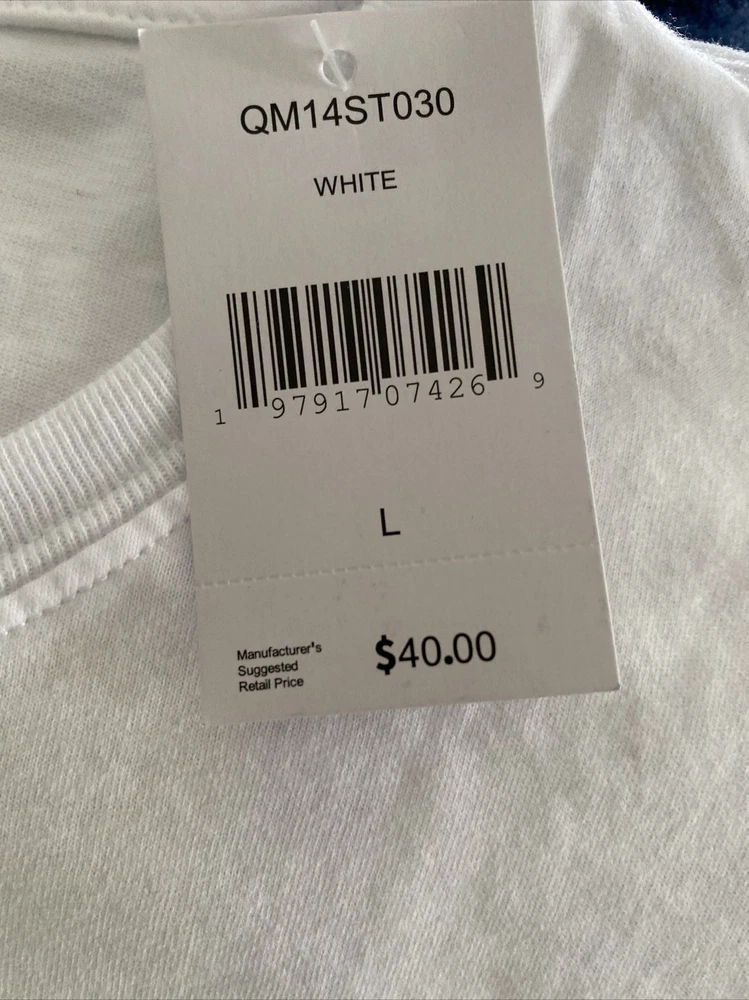 QM14ST030
WHITE
1 97917 07426 9
L
Manufacturer's
Suggested
Retail Price
$40.00